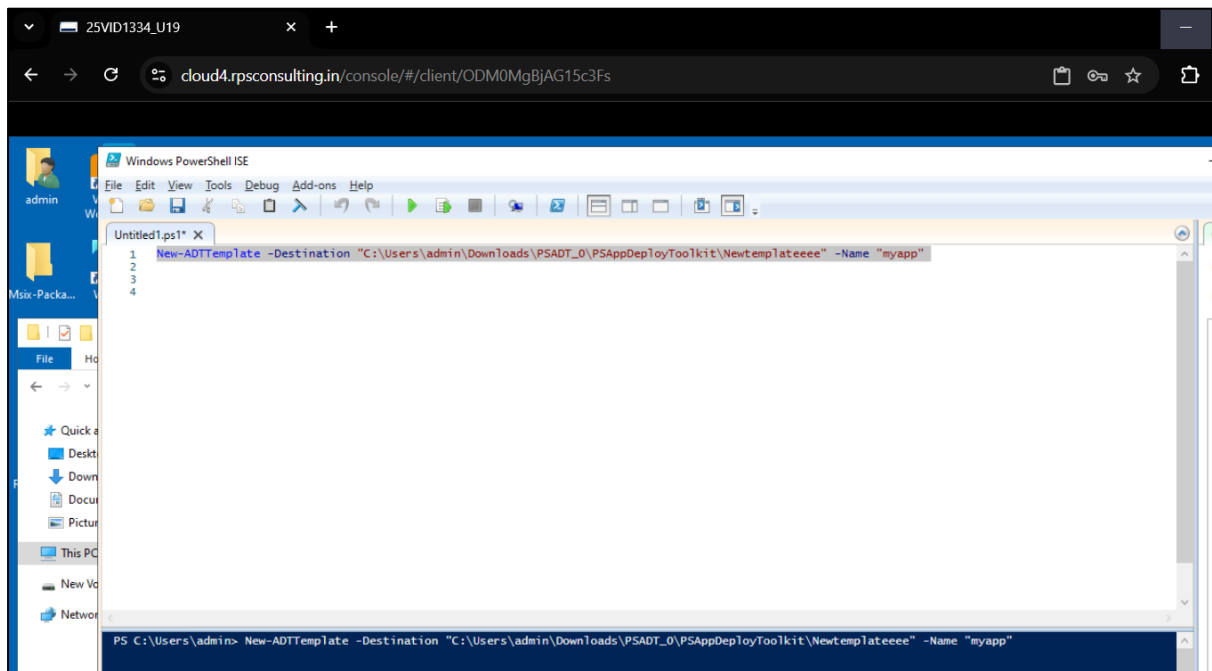 25VID1334_U19
cloud4.rpsconsulting.in/console/#/client/ODM0MgBjAG15c3Fs
admin
Msix-Packa...
Windows PowerShell ISE
File Edit View Tools Debug Add-ons Help
Untitled1.ps1* X
1 New-ADTTemplate -Destination "C:\Users\admin\Downloads\PSADT_0\PSAppDeployToolkit\Newtemplateeee" -Name "myapp"
2
3
4
File
Quick a
Deskt
Down
Docu
Pictur
This PC
New Vo
Networ
PS C:\Users\admin> New-ADTTemplate -Destination "C:\Users\admin\Downloads\PSADT_0\PSAppDeployToolkit\Newtemplateeee" -Name "myapp"